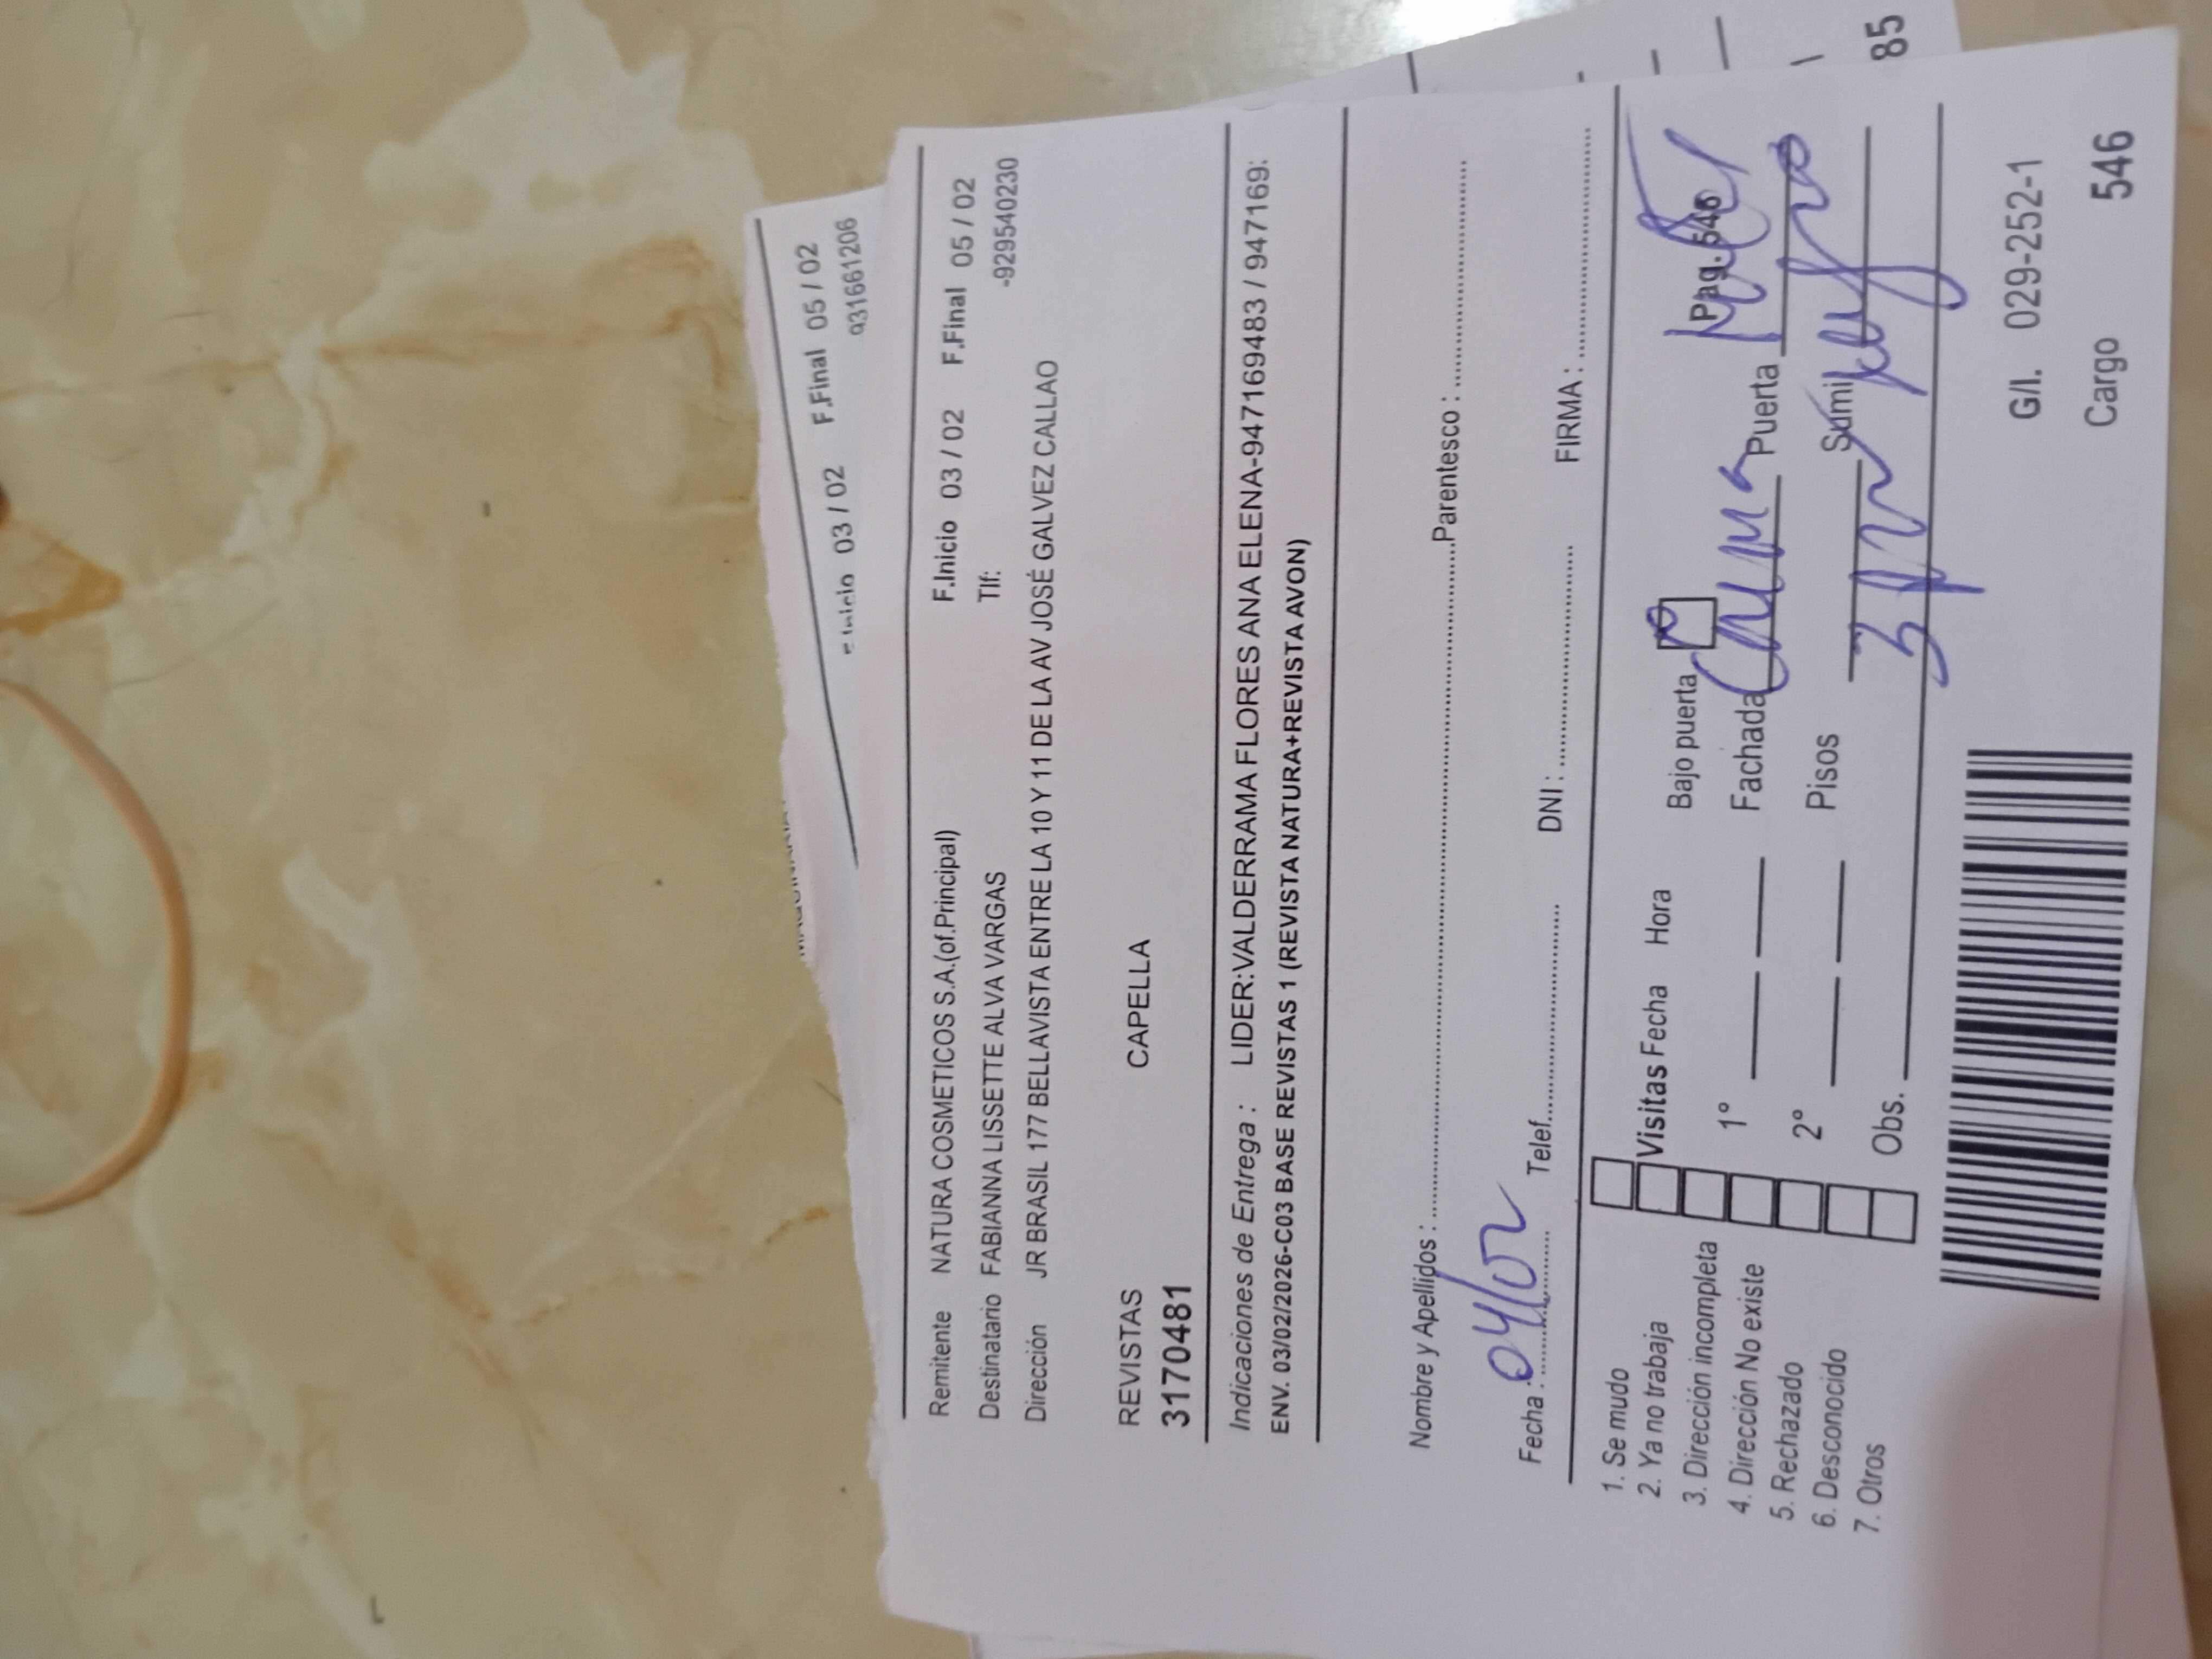 F.Final 05 / 02
03 / 02
931661206
Remitente NATURA COSMETICOS S.A.(of.Principal) F.Inicio 03 / 02 F.Final 05 / 02
Destinatario FABIANNA LISSETTE ALVA VARGAS Tlf: -929540230
Dirección JR BRASIL 177 BELLAVISTA ENTRE LA 10 Y 11 DE LA AV JOSÉ GALVEZ CALLAO
REVISTAS CAPELLA
3170481
Indicaciones de Entrega : LIDER:VALDERRAMA FLORES ANA ELENA-947169483 / 947169:
ENV. 03/02/2026-C03 BASE REVISTAS 1 (REVISTA NATURA+REVISTA AVON)
Nombre y Apellidos : Parentesco :
Fecha : 04/02 Telef. DNI : FIRMA :
1. Se mudo
2. Ya no trabaja
3. Dirección incompleta
4. Dirección No existe
5. Rechazado
6. Desconocido
7. Otros
Visitas Fecha Hora Bajo puerta Pag. 546
1° Fachada Puerta
2° Pisos 3 Sumi
Obs.
G/I. 029-252-1
Cargo 546
85